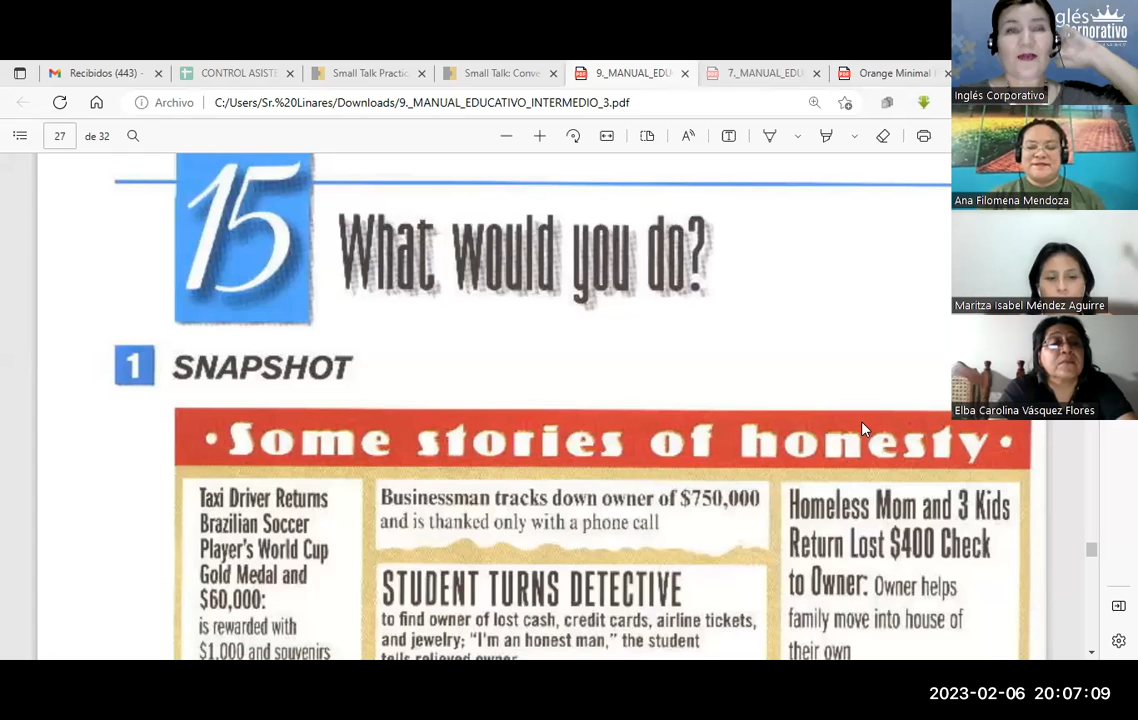 Recibidos (443) -
CONTROL ASIST
Small Talk Practic
Small Talk: Conve
9._MANUAL_EDU
7._MANUAL_EDU
Orange Minimal
Archivo
C:/Users/Sr.%20Linares/Downloads/9._MANUAL_EDUCATIVO_INTERMEDIO_3.pdf
27 de 32
15
What would you do?
1 SNAPSHOT
• Some stories of honesty •
Taxi Driver Returns
Brazilian Soccer
Player's World Cup
Gold Medal and
$60,000:
is rewarded with
$1,000 and souvenirs
Businessman tracks down owner of $750,000
and is thanked only with a phone call
STUDENT TURNS DETECTIVE
to find owner of lost cash, credit cards, airline tickets,
and jewelry; "I'm an honest man," the student
tells relieved owner
Homeless Mom and 3 Kids
Return Lost $400 Check
to Owner: Owner helps
family move into house of
their own
glés
Corporativo
Inglés Corporativo
Ana Filomena Mendoza
Maritza Isabel Méndez Aguirre
Elba Carolina Vásquez Flores
2023-02-06 20:07:09